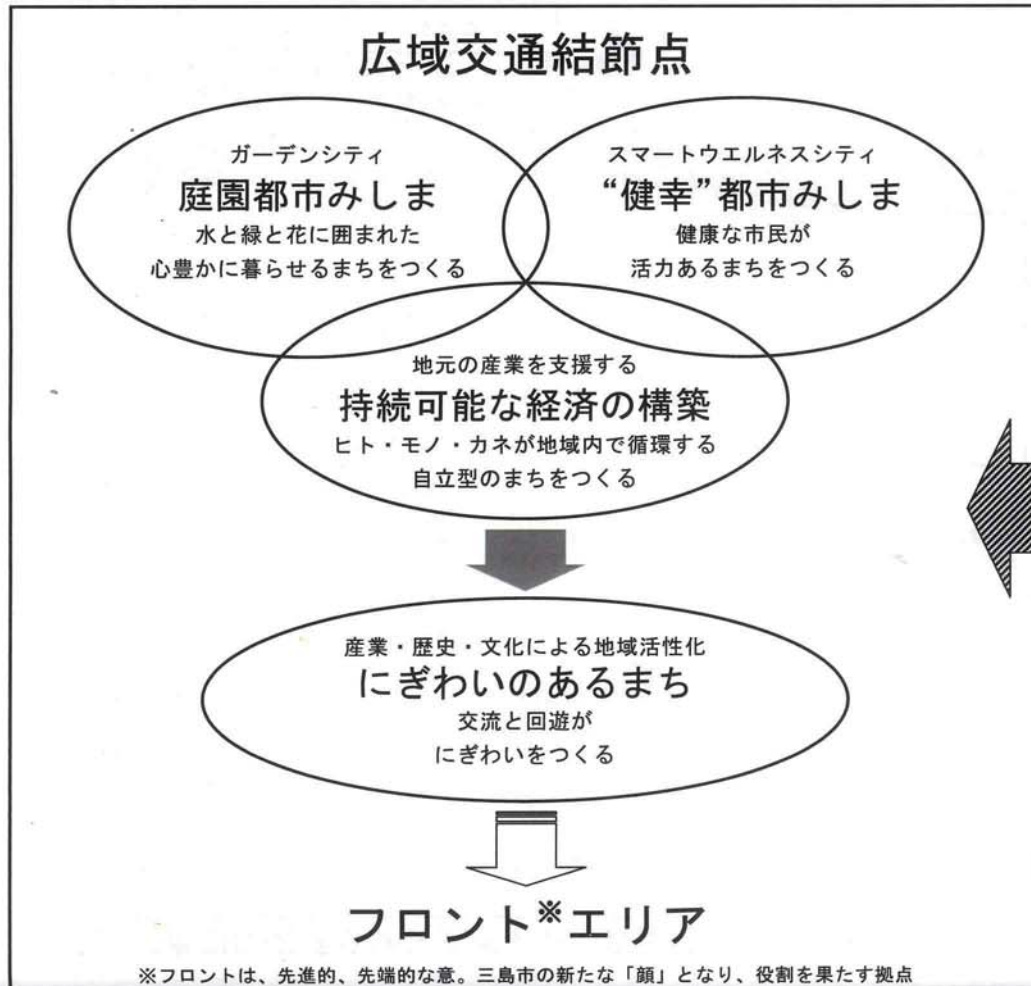 広域交通結節点
ガーデンシティ
庭園都市みしま
水と緑と花に囲まれた
心豊かに暮らせるまちをつくる
スマートウエルネスシティ
“健幸”都市みしま
健康な市民が
活力あるまちをつくる
地元の産業を支援する
持続可能な経済の構築
ヒト・モノ・カネが地域内で循環する
自立型のまちをつくる
産業・歴史・文化による地域活性化
にぎわいのあるまち
交流と回遊が
にぎわいをつくる
フロント※エリア
※フロントは、先進的、先端的な意。三島市の新たな「顔」となり、役割を果たす拠点